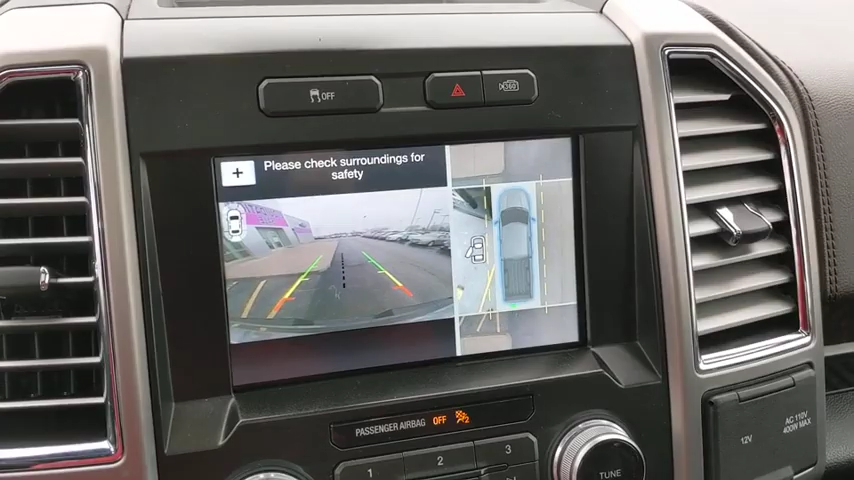 OFF
360
+
Please check surroundings for
safety
PASSENGER AIRBAG OFF 2
1 2 3
TUNE
12V
AC 110V
400W MAX